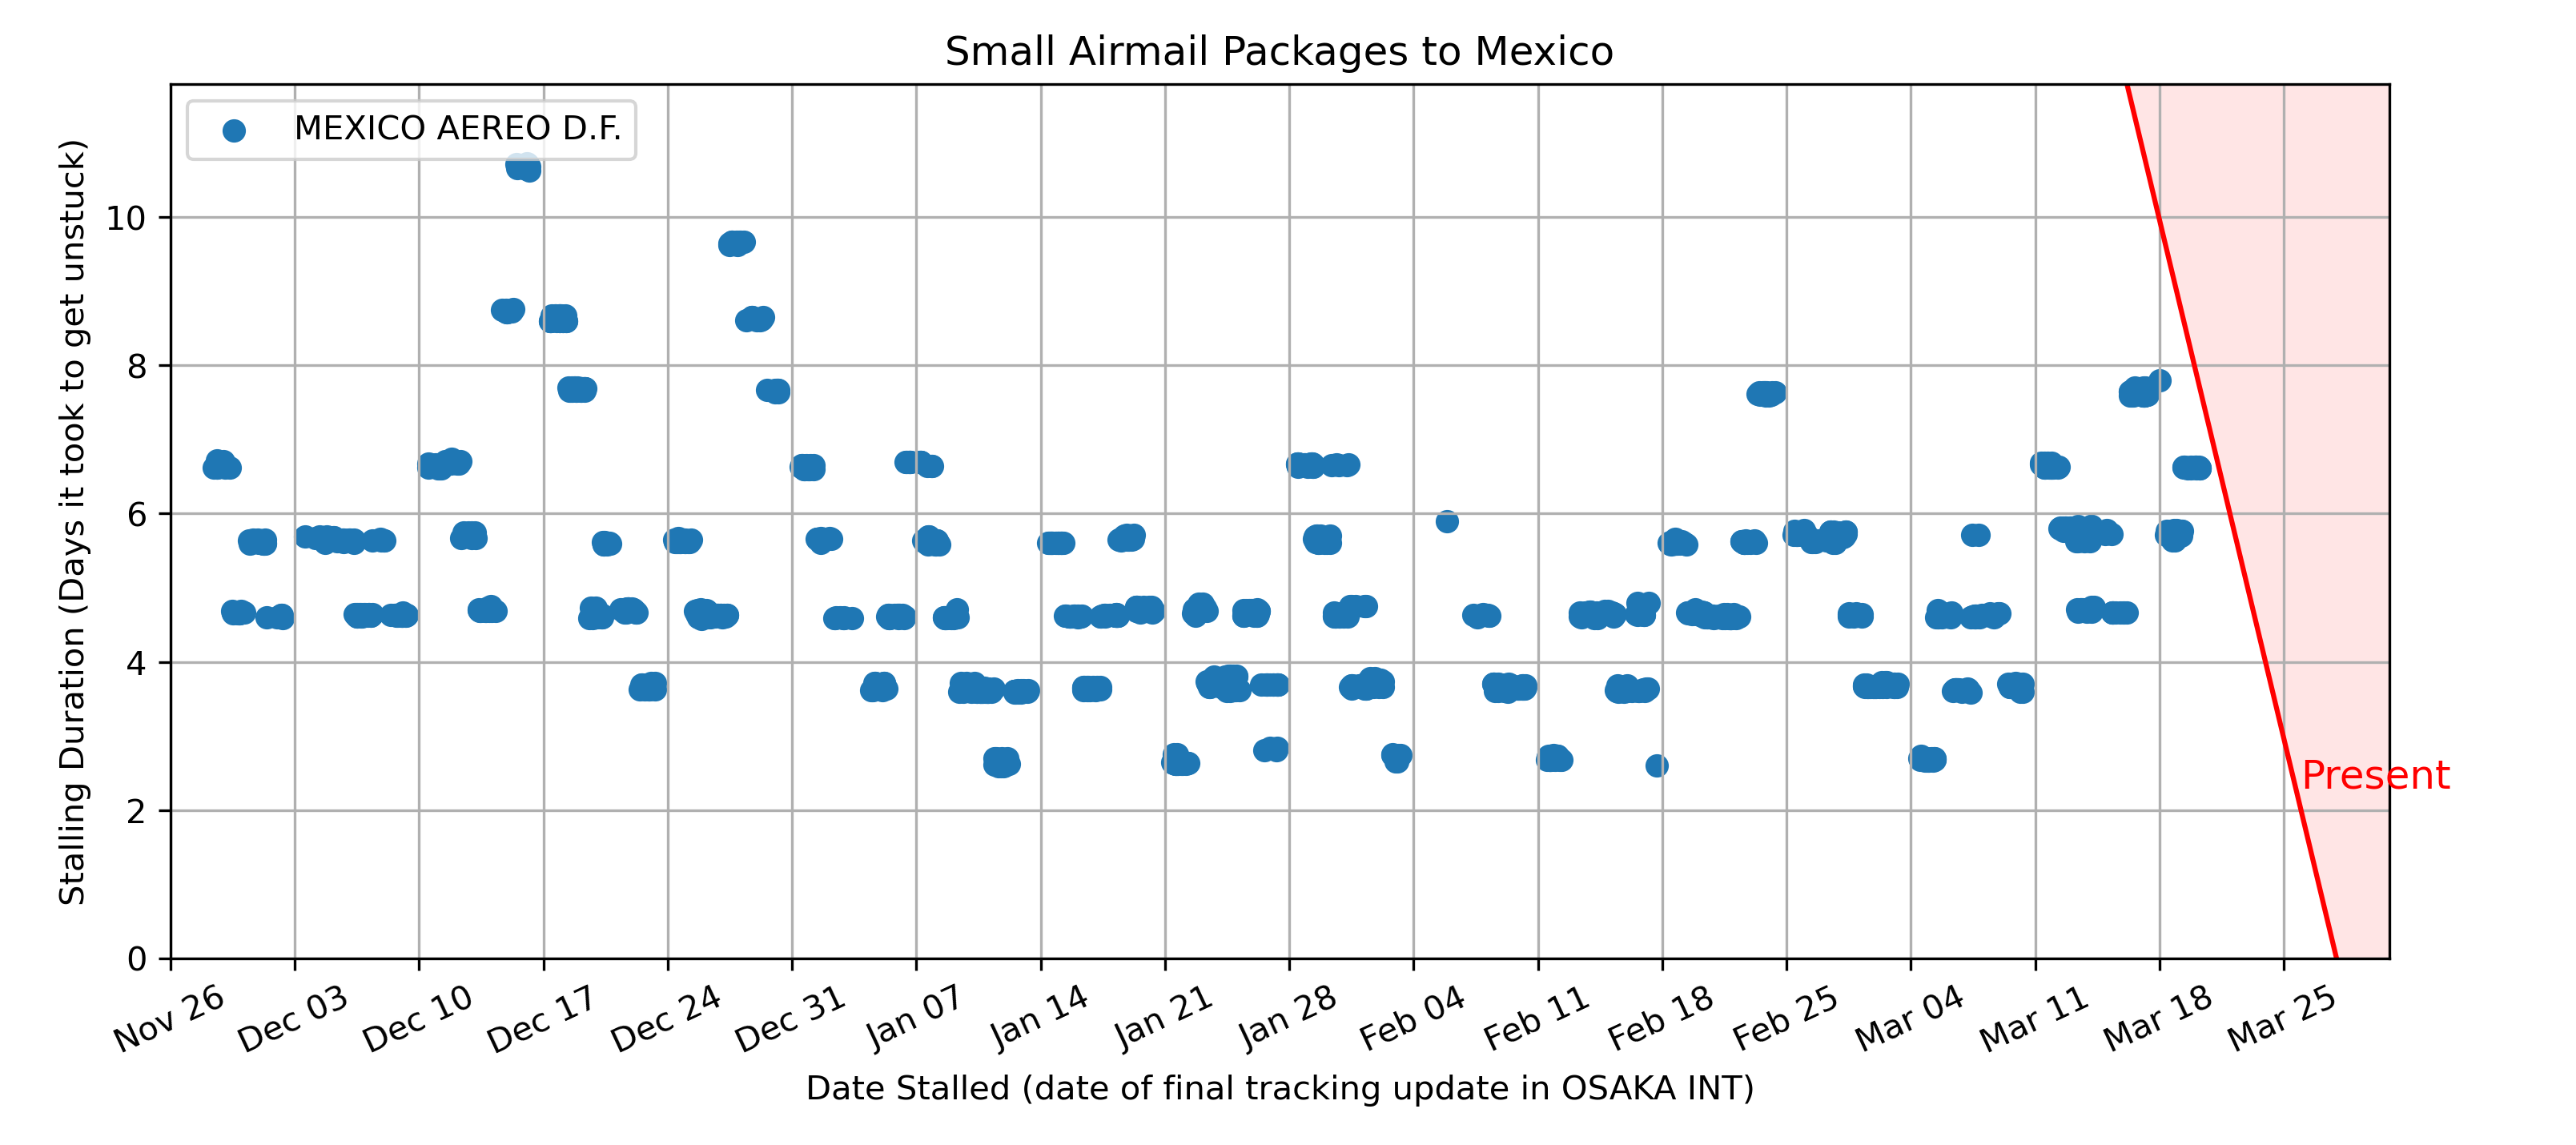 Small Airmail Packages to Mexico
MEXICO AEREO D.F.
Stalling Duration (Days it took to get unstuck)
10
8
6
4
2
0
Present
Nov 26
Dec 03
Dec 10
Dec 17
Dec 24
Dec 31
Jan 07
Jan 14
Jan 21
Jan 28
Feb 04
Feb 11
Feb 18
Feb 25
Mar 04
Mar 11
Mar 18
Mar 25
Date Stalled (date of final tracking update in OSAKA INT)